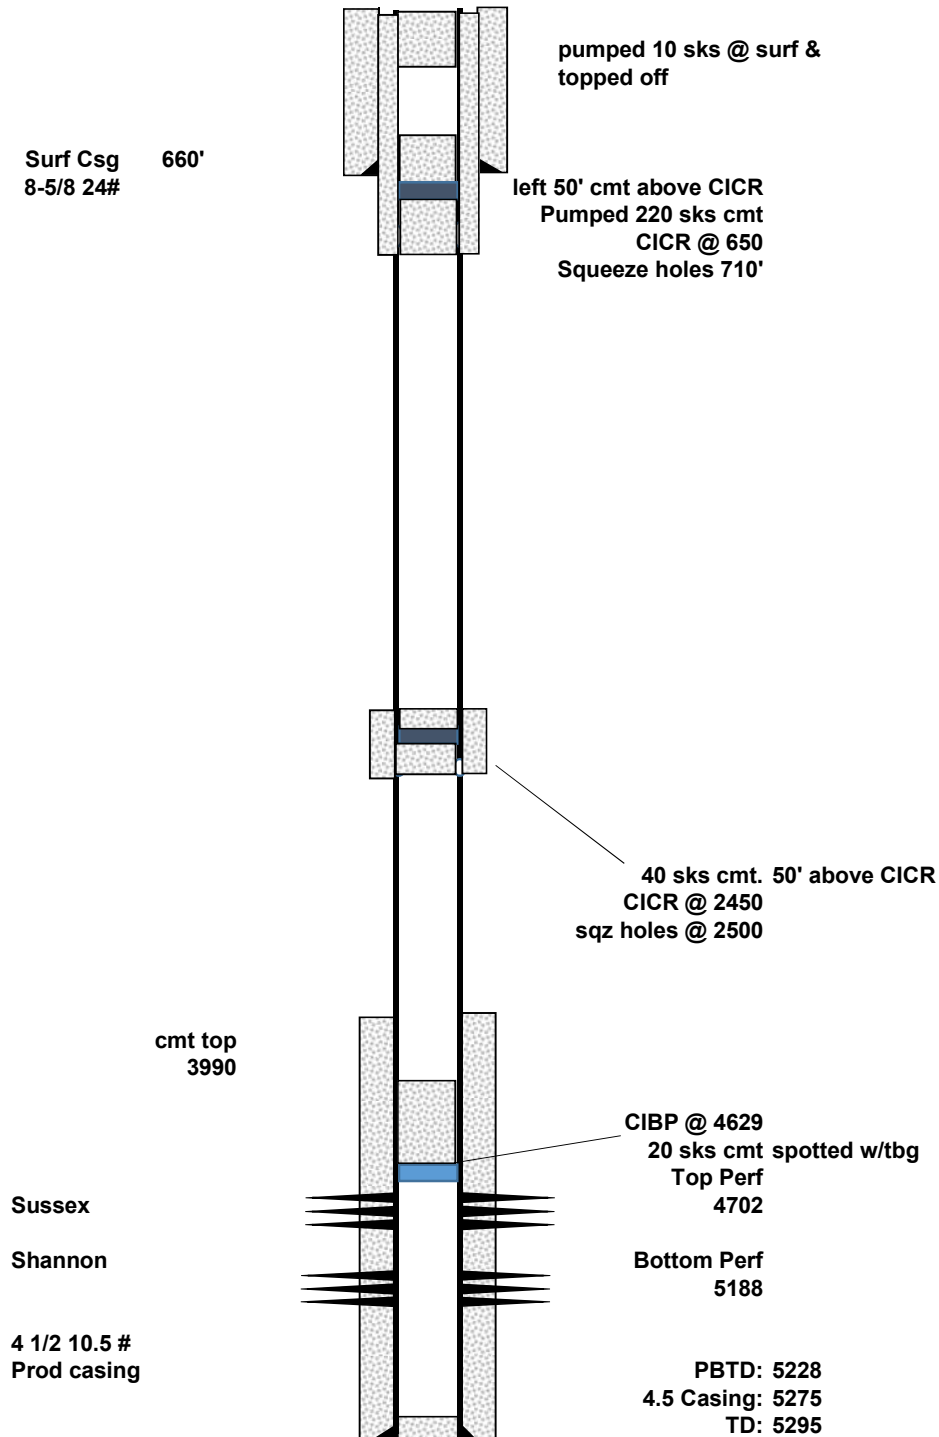 pumped 10 sks @ surf &
topped off
Surf Csg 660'
8-5/8 24#
left 50' cmt above CICR
Pumped 220 sks cmt
CICR @ 650
Squeeze holes 710'
40 sks cmt. 50' above CICR
CICR @ 2450
sqz holes @ 2500
cmt top
3990
CIBP @ 4629
20 sks cmt spotted w/tbg
Top Perf
Sussex 4702
Shannon Bottom Perf
5188
4 1/2 10.5 #
Prod casing
PBTD: 5228
4.5 Casing: 5275
TD: 5295